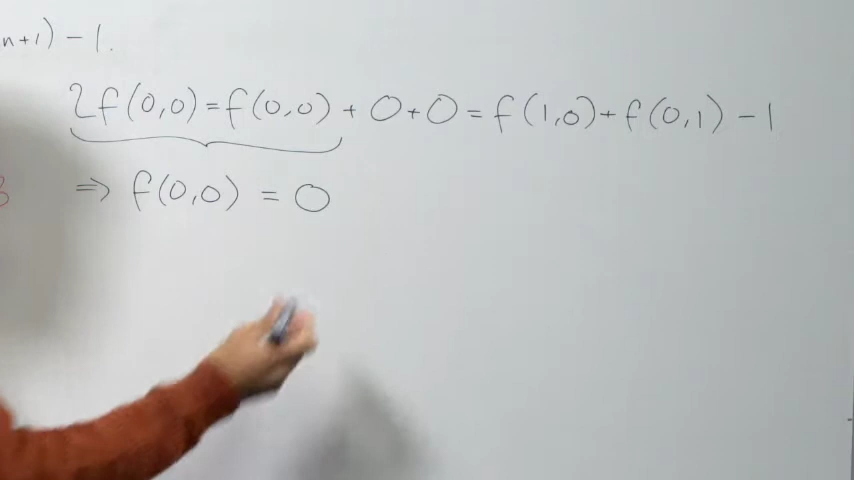 n+1) - 1.
2f(0,0)=f(0,0) + 0+0 = f(1,0)+f(0,1) - 1
⇒ f(0,0) = 0